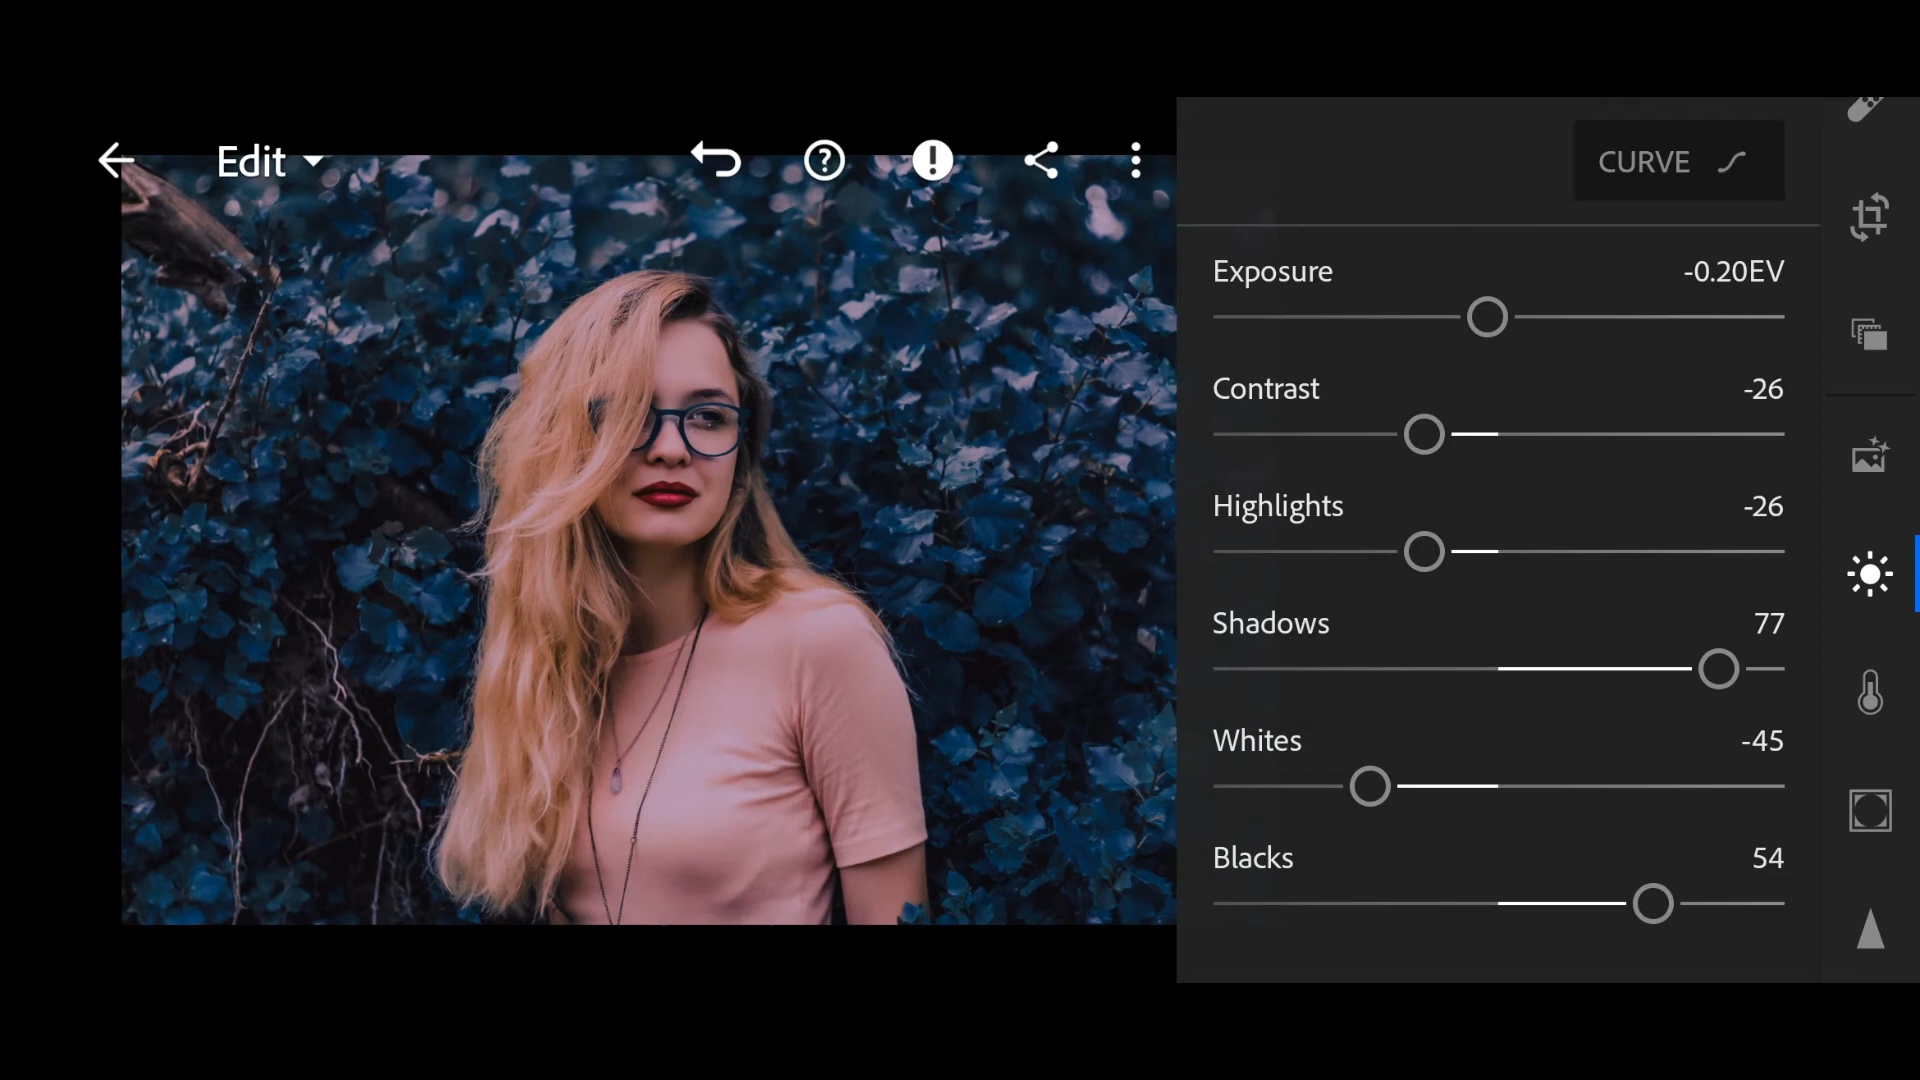 Edit
CURVE
Exposure -0.20EV
Contrast -26
Highlights -26
Shadows 77
Whites -45
Blacks 54